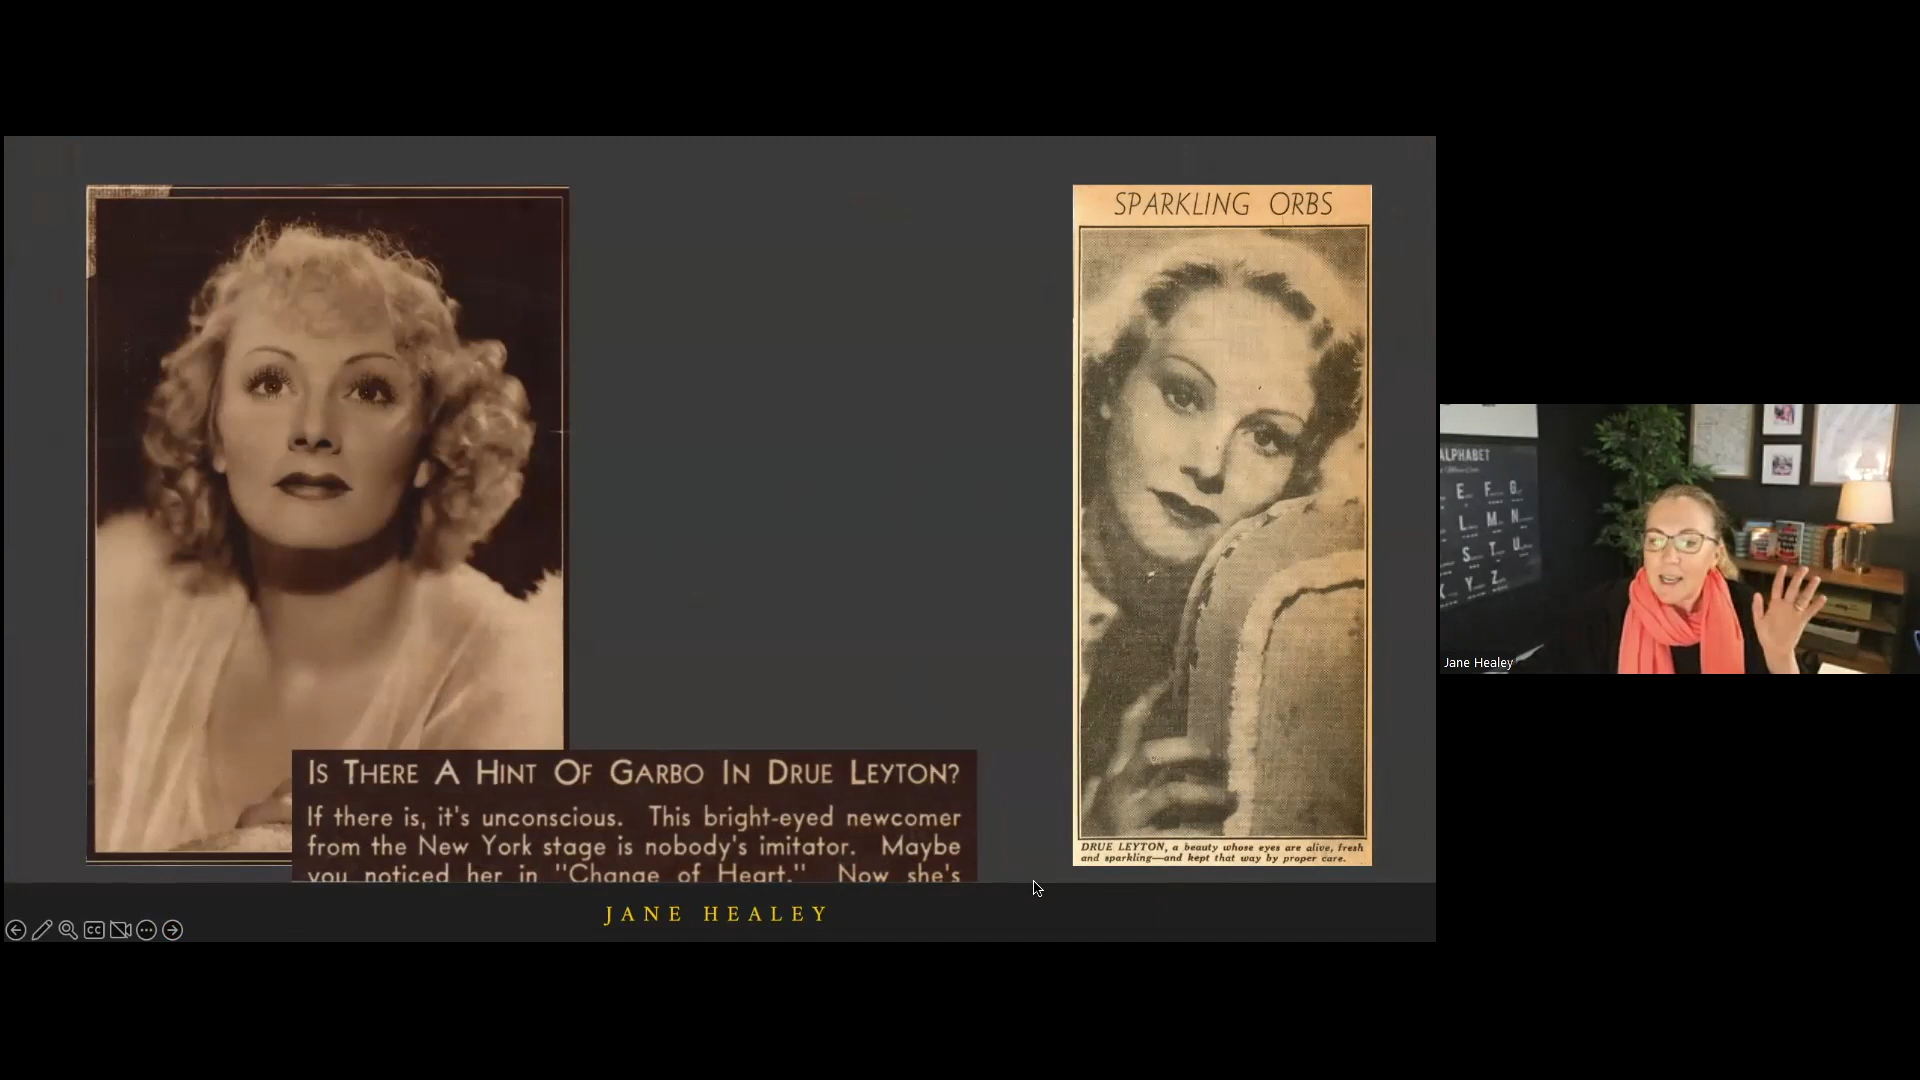 SPARKLING ORBS
IS THERE A HINT OF GARBO IN DRUE LEYTON?
If there is, it's unconscious. This bright-eyed newcomer
from the New York stage is nobody's imitator. Maybe
you noticed her in "Change of Heart." Now she's
DRUE LEYTON, a beauty whose eyes are alive, fresh
and sparkling—and kept that way by proper care.
JANE HEALEY
CC
ALPHABET
E F G
L M N
S T U
Y Z
Jane Healey